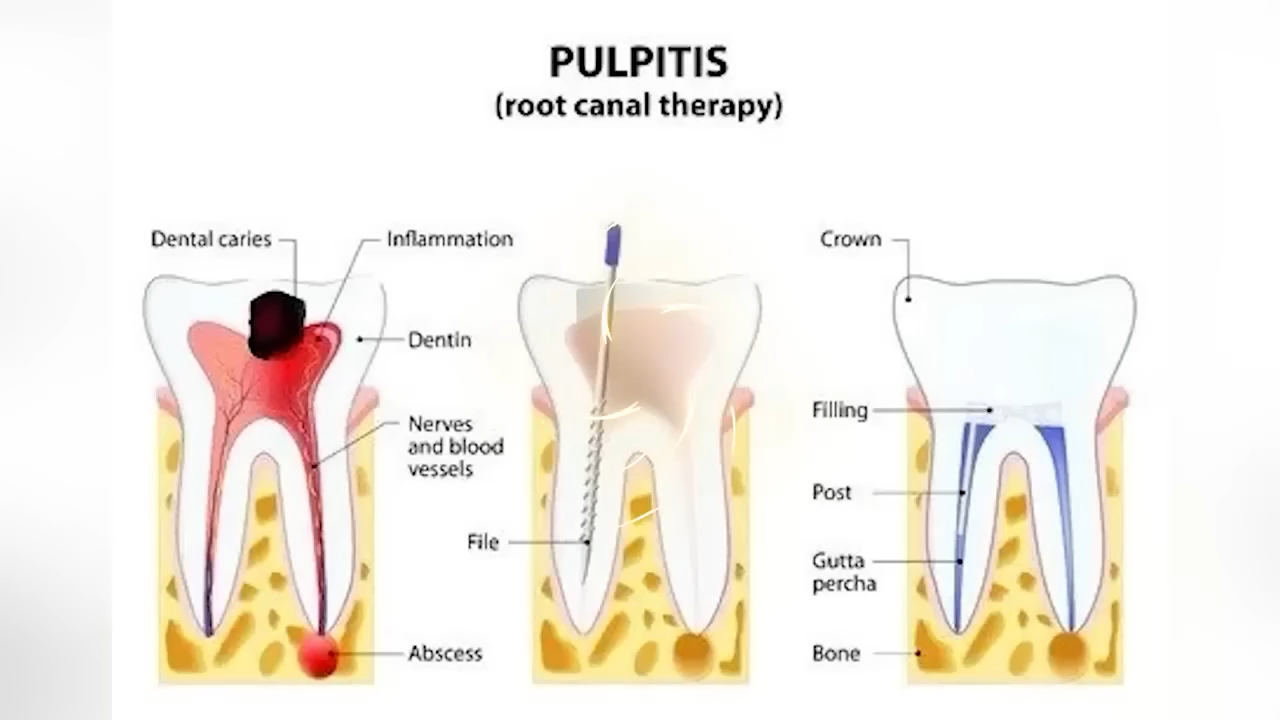 PULPITIS
(root canal therapy)
Dental caries
Inflammation
Dentin
Nerves
and blood
vessels
Abscess
File
Crown
Filling
Post
Gutta
percha
Bone